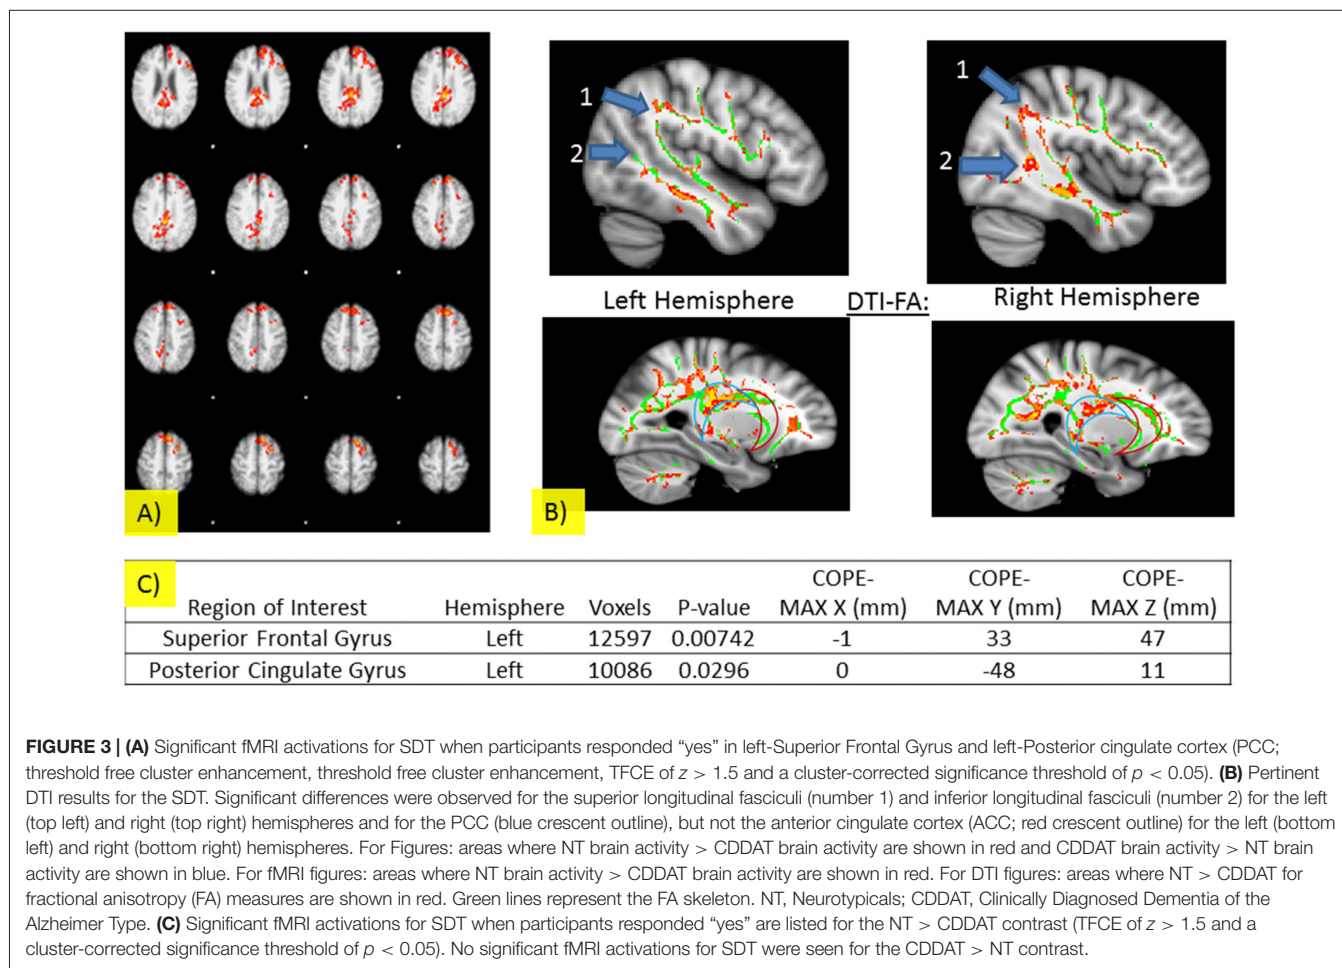 1
2
1
2
Left Hemisphere
DTI-FA:
Right Hemisphere
A)
B)
C)
Region of Interest Hemisphere Voxels P-value COPE-MAX X (mm) COPE-MAX Y (mm) COPE-MAX Z (mm)
Superior Frontal Gyrus Left 12597 0.00742 -1 33 47
Posterior Cingulate Gyrus Left 10086 0.0296 0 -48 11
FIGURE 3 | (A) Significant fMRI activations for SDT when participants responded “yes” in left-Superior Frontal Gyrus and left-Posterior cingulate cortex (PCC;
threshold free cluster enhancement, threshold free cluster enhancement, TFCE of z > 1.5 and a cluster-corrected significance threshold of p < 0.05). (B) Pertinent
DTI results for the SDT. Significant differences were observed for the superior longitudinal fasciculi (number 1) and inferior longitudinal fasciculi (number 2) for the left
(top left) and right (top right) hemispheres and for the PCC (blue crescent outline), but not the anterior cingulate cortex (ACC; red crescent outline) for the left (bottom
left) and right (bottom right) hemispheres. For Figures: areas where NT brain activity > CDDAT brain activity are shown in red and CDDAT brain activity > NT brain
activity are shown in blue. For fMRI figures: areas where NT brain activity > CDDAT brain activity are shown in red. For DTI figures: areas where NT > CDDAT for
fractional anisotropy (FA) measures are shown in red. Green lines represent the FA skeleton. NT, Neurotypicals; CDDAT, Clinically Diagnosed Dementia of the
Alzheimer Type. (C) Significant fMRI activations for SDT when participants responded “yes” are listed for the NT > CDDAT contrast (TFCE of z > 1.5 and a
cluster-corrected significance threshold of p < 0.05). No significant fMRI activations for SDT were seen for the CDDAT > NT contrast.